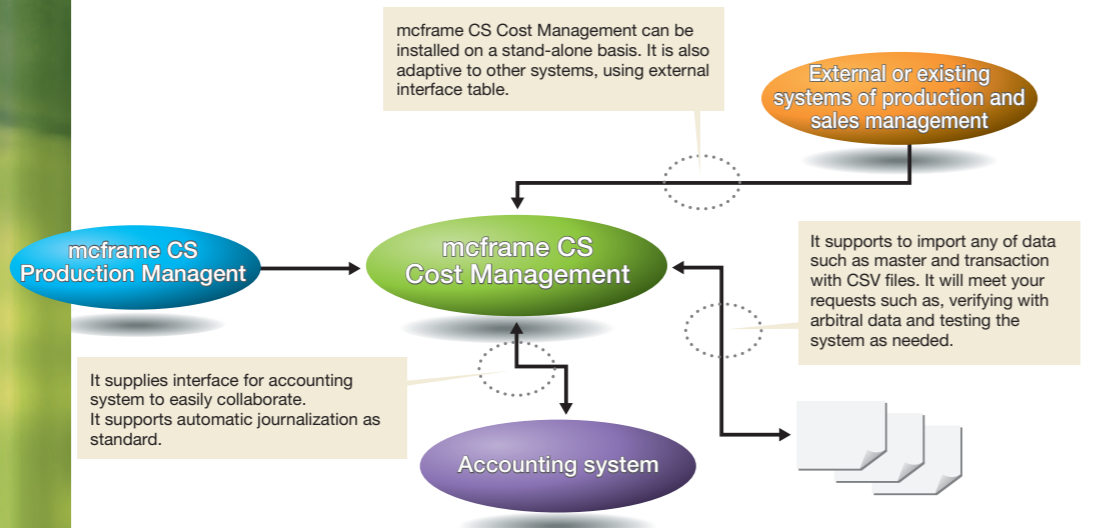 mcframe CS Cost Management can be
installed on a stand-alone basis. It is also
adaptive to other systems, using external
interface table.
External or existing
systems of production and
sales management
mcframe CS
Production Managent
mcframe CS
Cost Management
It supports to import any of data
such as master and transaction
with CSV files. It will meet your
requests such as, verifying with
arbitral data and testing the
system as needed.
It supplies interface for accounting
system to easily collaborate.
It supports automatic journalization as
standard.
Accounting system